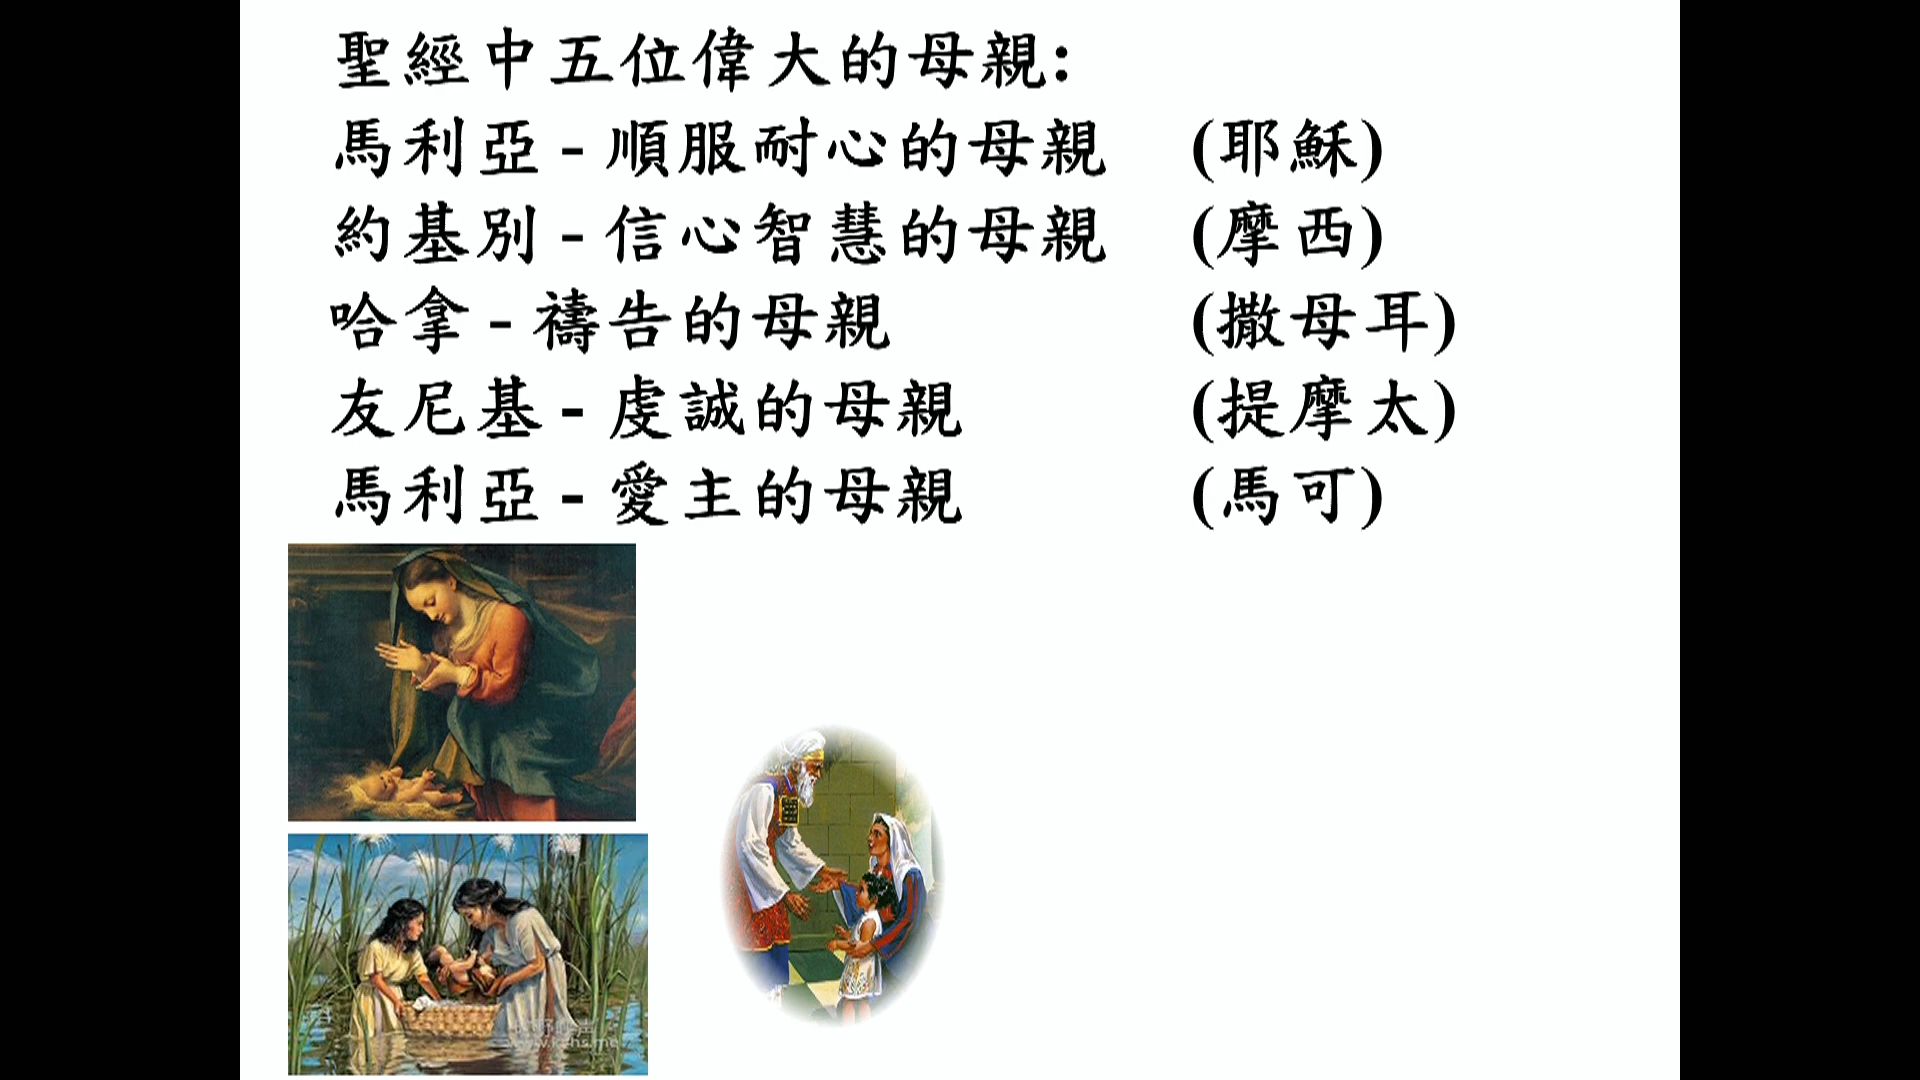 聖經中五位偉大的母親:
馬利亞 - 順服耐心的母親 (耶穌)
約基別 - 信心智慧的母親 (摩西)
哈拿 - 禱告的母親 (撒母耳)
友尼基 - 虔誠的母親 (提摩太)
馬利亞 - 愛主的母親 (馬可)